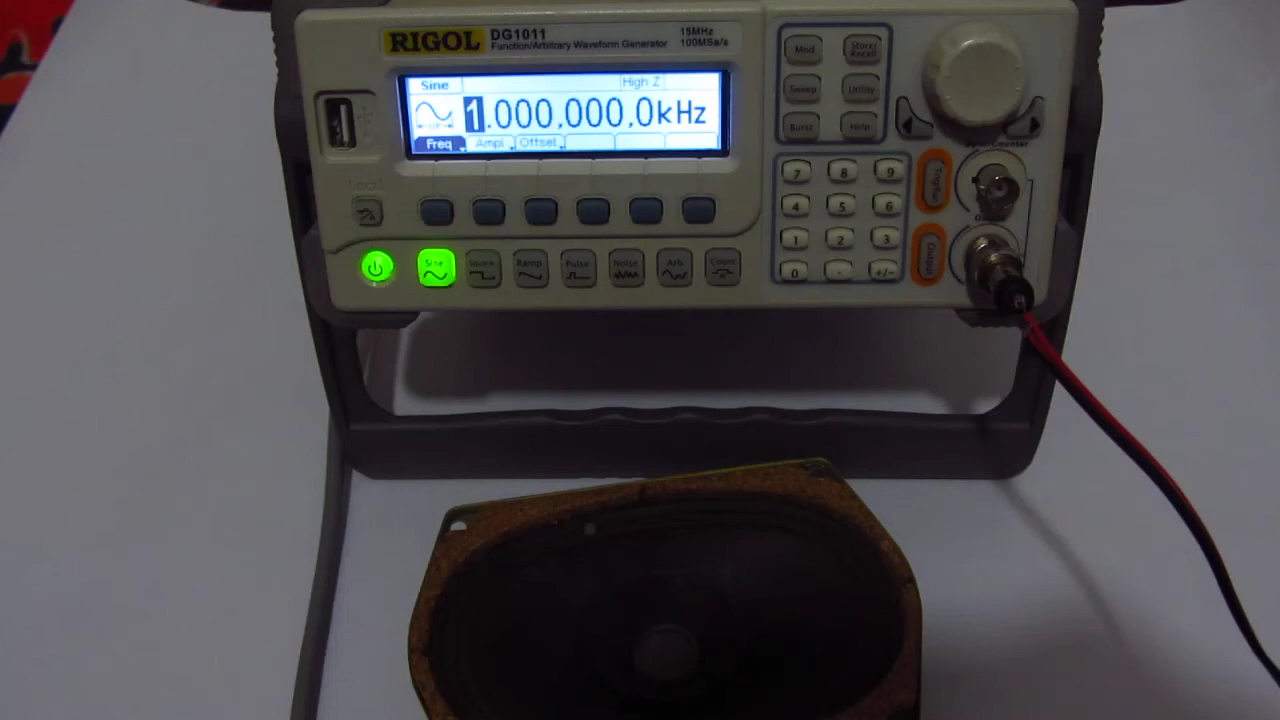 RIGOL DG1011
Function/Arbitrary Waveform Generator
15MHz
100MSa/s
Sine High Z
1.000,000,0kHz
Freq Ampl Offset
Local
Sine Square Ramp Pulse Noise Arb Count
Mod Store/Recall
Sweep Utility
Burst Help
7 8 9
4 5 6
1 2 3
0 . +/-
Output